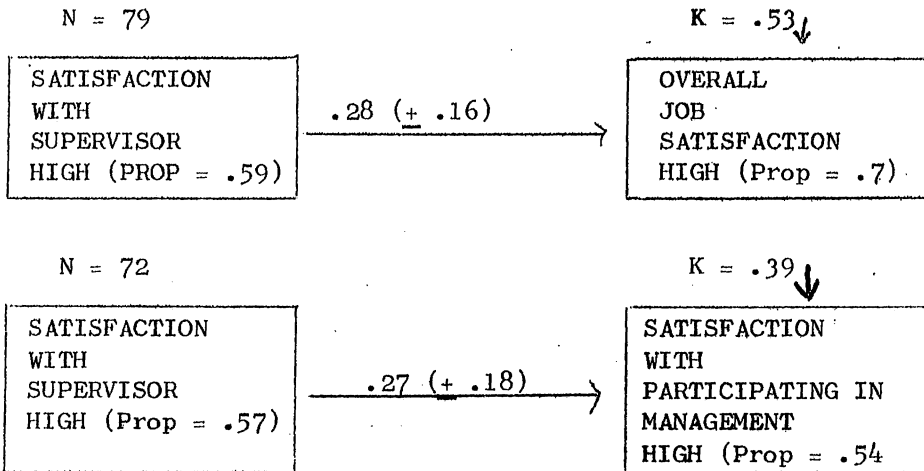 N = 79
K = .53
SATISFACTION
WITH
SUPERVISOR
HIGH (PROP = .59)
.28 (± .16)
OVERALL
JOB
SATISFACTION
HIGH (Prop = .7)
N = 72
K = .39
SATISFACTION
WITH
SUPERVISOR
HIGH (Prop = .57)
.27 (± .18)
SATISFACTION
WITH
PARTICIPATING IN
MANAGEMENT
HIGH (Prop = .54